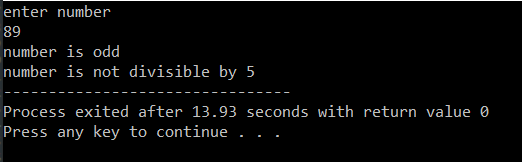 enter number
89
number is odd
number is not divisible by 5
--------------------------------
Process exited after 13.93 seconds with return value 0
Press any key to continue . . .